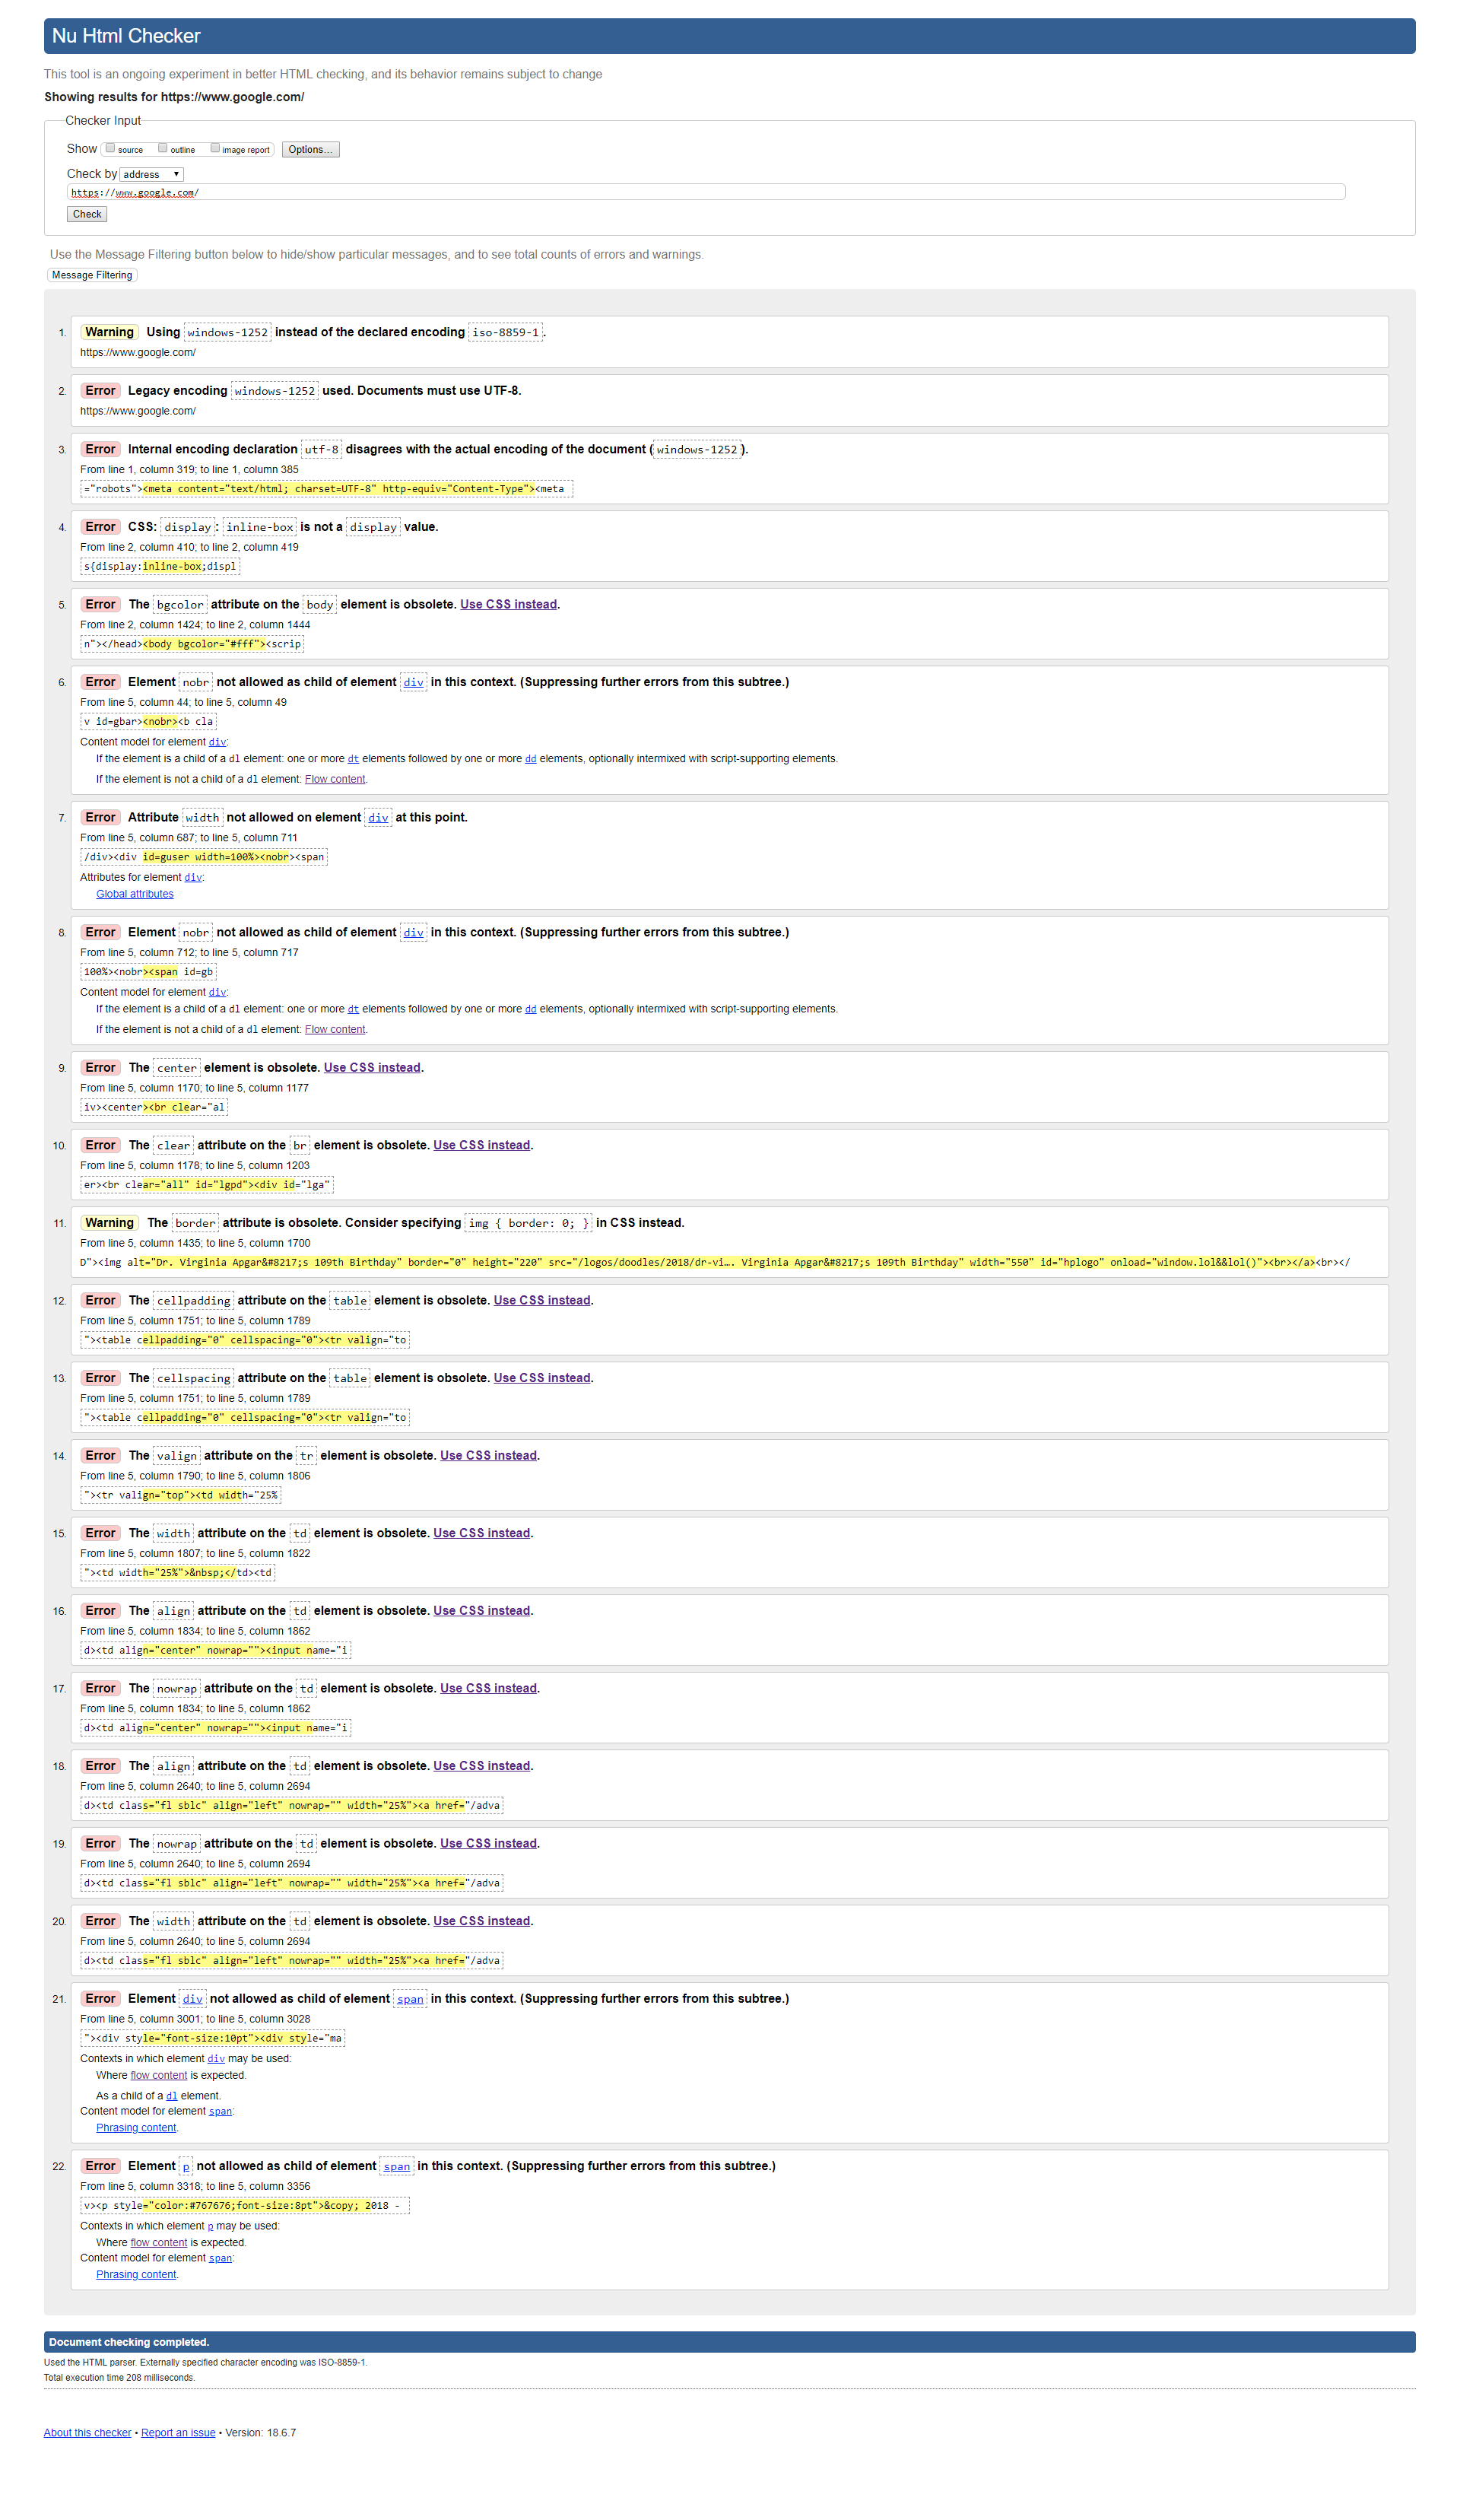 Nu Html Checker
This tool is an ongoing experiment in better HTML checking, and its behavior remains subject to change
Showing results for https://www.google.com/
Checker Input
Show source outline image report Options...
Check by address
https://www.google.com/
Check
Use the Message Filtering button below to hide/show particular messages, and to see total counts of errors and warnings.
Message Filtering
1. Warning Using windows-1252 instead of the declared encoding iso-8859-1.
https://www.google.com/
2. Error Legacy encoding windows-1252 used. Documents must use UTF-8.
https://www.google.com/
3. Error Internal encoding declaration utf-8 disagrees with the actual encoding of the document (windows-1252).
From line 1, column 319; to line 1, column 385
="robots"><meta content="text/html; charset=UTF-8" http-equiv="Content-Type"><meta
4. Error CSS: display: inline-box is not a display value.
From line 2, column 410; to line 2, column 419
s{display:inline-box;displ
5. Error The bgcolor attribute on the body element is obsolete. Use CSS instead.
From line 2, column 1424; to line 2, column 1444
n"></head><body bgcolor="#fff"><scrip
6. Error Element nobr not allowed as child of element div in this context. (Suppressing further errors from this subtree.)
From line 5, column 44; to line 5, column 49
v id=gbar><nobr><b cla
Content model for element div:
If the element is a child of a dl element: one or more dt elements followed by one or more dd elements, optionally intermixed with script-supporting elements.
If the element is not a child of a dl element: Flow content.
7. Error Attribute width not allowed on element div at this point.
From line 5, column 687; to line 5, column 711
/div><div id=guser width=100%><nobr><span
Attributes for element div:
Global attributes
8. Error Element nobr not allowed as child of element div in this context. (Suppressing further errors from this subtree.)
From line 5, column 712; to line 5, column 717
100%><nobr><span id=gb
Content model for element div:
If the element is a child of a dl element: one or more dt elements followed by one or more dd elements, optionally intermixed with script-supporting elements.
If the element is not a child of a dl element: Flow content.
9. Error The center element is obsolete. Use CSS instead.
From line 5, column 1170; to line 5, column 1177
iv><center><br clear="al
10. Error The clear attribute on the br element is obsolete. Use CSS instead.
From line 5, column 1178; to line 5, column 1203
er><br clear="all" id="lgpd"><div id="lga"
11. Warning The border attribute is obsolete. Consider specifying img { border: 0; } in CSS instead.
From line 5, column 1435; to line 5, column 1700
D"><img alt="Dr. Virginia Apgar&#8217;s 109th Birthday" border="0" height="220" src="/logos/doodles/2018/dr-vi…. Virginia Apgar&#8217;s 109th Birthday" width="550" id="hplogo" onload="window.lol&&lol()"><br></a><br></
12. Error The cellpadding attribute on the table element is obsolete. Use CSS instead.
From line 5, column 1751; to line 5, column 1789
"><table cellpadding="0" cellspacing="0"><tr valign="to
13. Error The cellspacing attribute on the table element is obsolete. Use CSS instead.
From line 5, column 1751; to line 5, column 1789
"><table cellpadding="0" cellspacing="0"><tr valign="to
14. Error The valign attribute on the tr element is obsolete. Use CSS instead.
From line 5, column 1790; to line 5, column 1806
"><tr valign="top"><td width="25%
15. Error The width attribute on the td element is obsolete. Use CSS instead.
From line 5, column 1807; to line 5, column 1822
"><td width="25%">&nbsp;</td><td
16. Error The align attribute on the td element is obsolete. Use CSS instead.
From line 5, column 1834; to line 5, column 1862
d><td align="center" nowrap=""><input name="i
17. Error The nowrap attribute on the td element is obsolete. Use CSS instead.
From line 5, column 1834; to line 5, column 1862
d><td align="center" nowrap=""><input name="i
18. Error The align attribute on the td element is obsolete. Use CSS instead.
From line 5, column 2640; to line 5, column 2694
d><td class="fl sblc" align="left" nowrap="" width="25%"><a href="/adva
19. Error The nowrap attribute on the td element is obsolete. Use CSS instead.
From line 5, column 2640; to line 5, column 2694
d><td class="fl sblc" align="left" nowrap="" width="25%"><a href="/adva
20. Error The width attribute on the td element is obsolete. Use CSS instead.
From line 5, column 2640; to line 5, column 2694
d><td class="fl sblc" align="left" nowrap="" width="25%"><a href="/adva
21. Error Element div not allowed as child of element span in this context. (Suppressing further errors from this subtree.)
From line 5, column 3001; to line 5, column 3028
"><div style="font-size:10pt"><div style="ma
Contexts in which element div may be used:
Where flow content is expected.
As a child of a dl element.
Content model for element span:
Phrasing content.
22. Error Element p not allowed as child of element span in this context. (Suppressing further errors from this subtree.)
From line 5, column 3318; to line 5, column 3356
v><p style="color:#767676;font-size:8pt">&copy; 2018 -
Contexts in which element p may be used:
Where flow content is expected.
Content model for element span:
Phrasing content.
Document checking completed.
Used the HTML parser. Externally specified character encoding was ISO-8859-1.
Total execution time 208 milliseconds.
About this checker • Report an issue • Version: 18.6.7